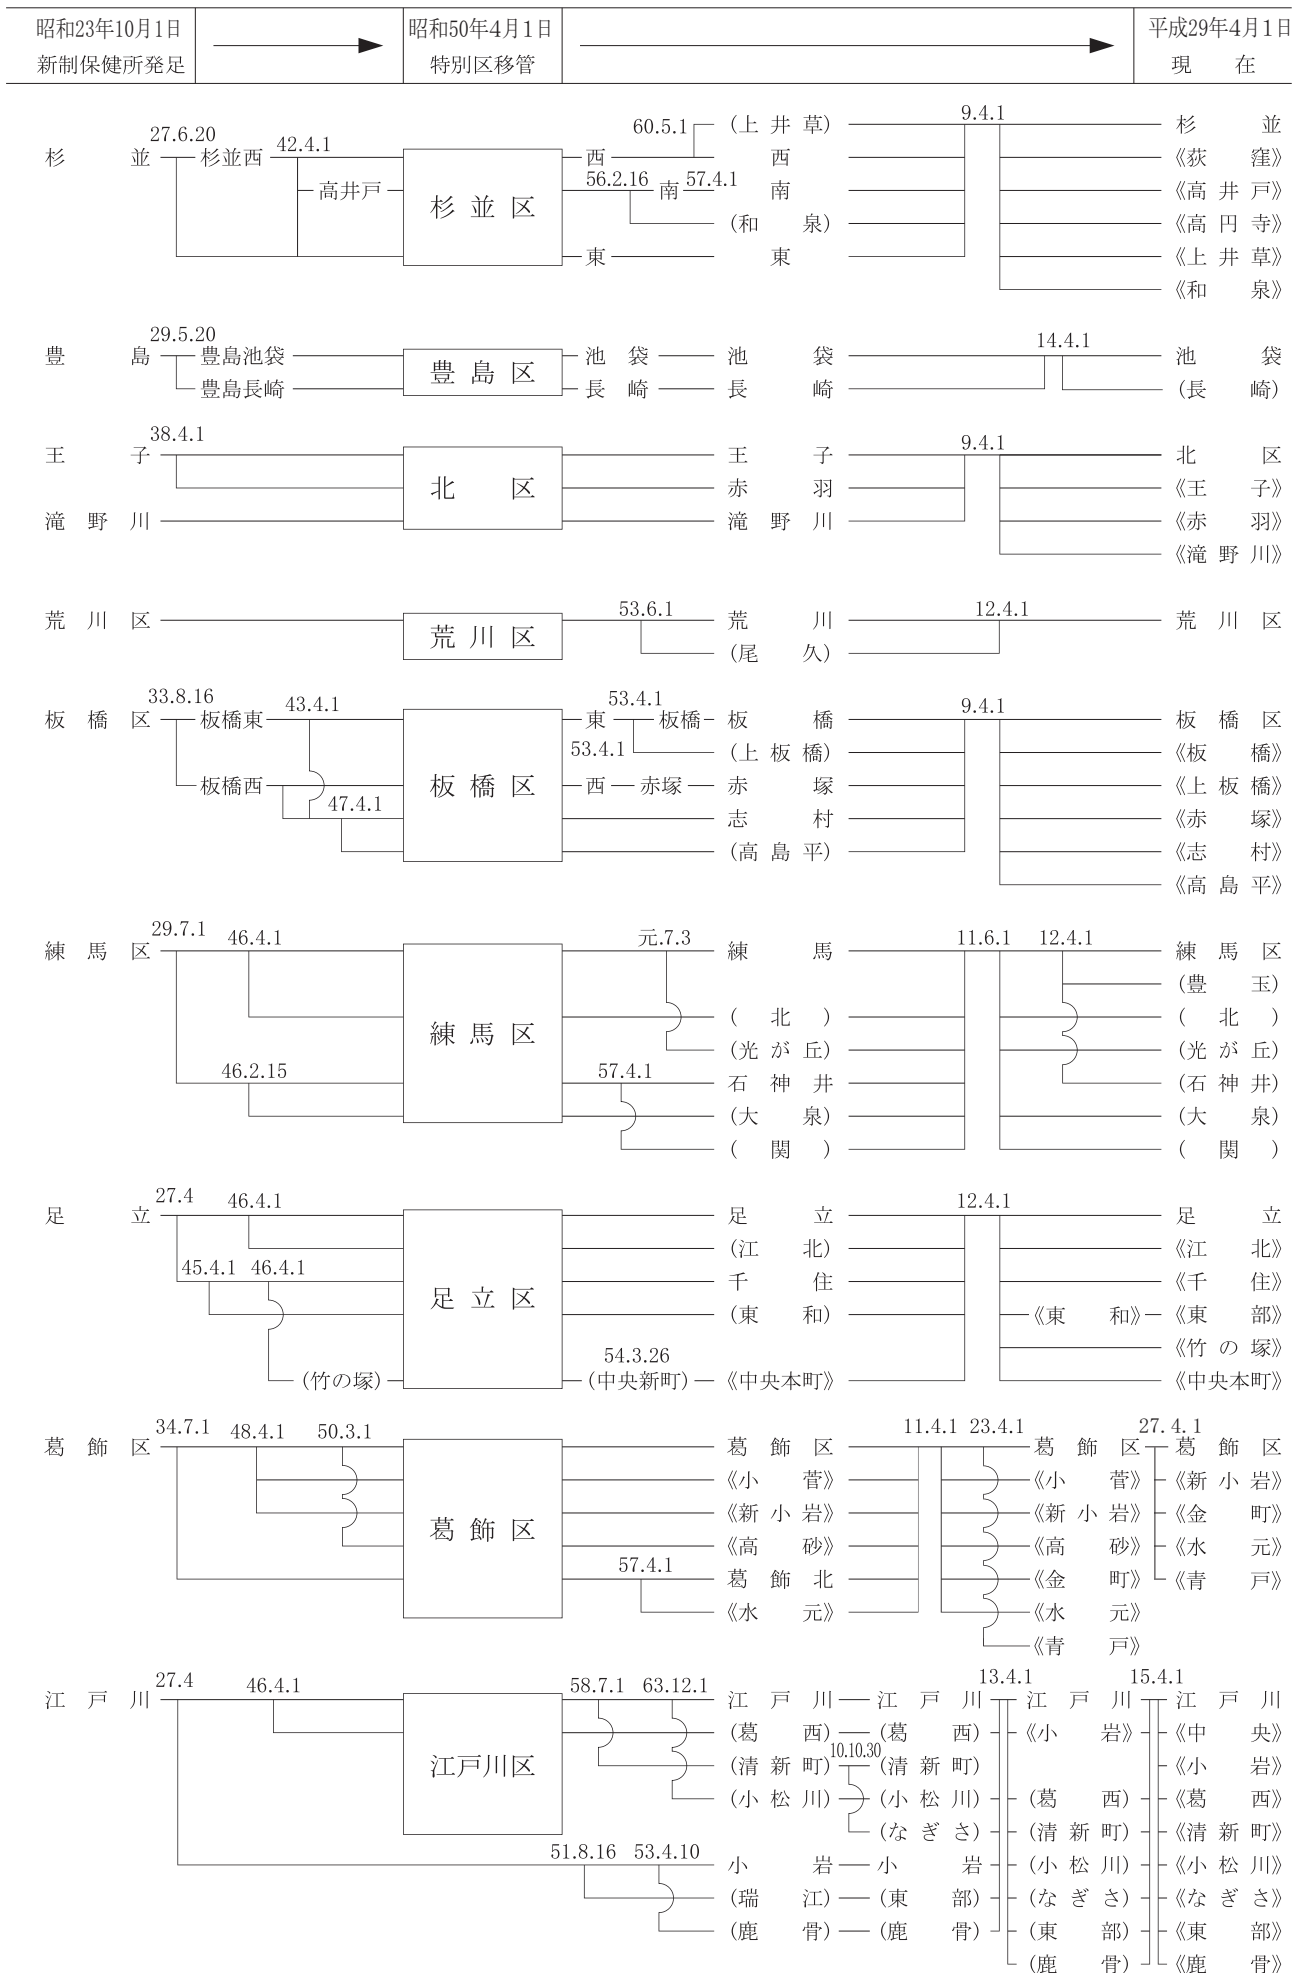 昭和23年10月1日 昭和50年4月1日 平成29年4月1日
新制保健所発足 特別区移管 現在
60.5.1 (上井草) 9.4.1 杉並
27.6.20 42.4.1
杉並 杉並西 西 西 《荻窪》
高井戸 56.2.16 南 57.4.1 南 《高井戸》
杉並区
(和泉) 《高円寺》
東 東 《上井草》
《和泉》
29.5.20 14.4.1
豊島 豊島池袋 池袋 池袋 池袋
豊島区
豊島長崎 長崎 長崎 (長崎)
38.4.1 9.4.1
王子 王子 北区
北区 赤羽 《王子》
滝野川 滝野川 《赤羽》
《滝野川》
53.6.1 12.4.1
荒川区 荒川 荒川区
荒川区
(尾久)
33.8.16 43.4.1 53.4.1 9.4.1
板橋区 板橋東 東 板橋 板橋 板橋区
53.4.1 (上板橋) 《板橋》
板橋西 板橋区 西 赤塚 赤塚 《上板橋》
47.4.1 志村 《赤塚》
(高島平) 《志村》
《高島平》
29.7.1 46.4.1 元.7.3 11.6.1 12.4.1
練馬区 練馬 練馬区
(豊玉)
(北) (北)
練馬区
(光が丘) (光が丘)
46.2.15 57.4.1 石神井 (石神井)
(大泉) (大泉)
(関) (関)
27.4 46.4.1 12.4.1
足立 足立 足立
(江北) 《江北》
45.4.1 46.4.1 千住 《千住》
足立区
(東和) 《東和》 《東部》
54.3.26 《竹の塚》
(竹の塚) (中央新町) 《中央本町》 《中央本町》
34.7.1 48.4.1 50.3.1 11.4.1 23.4.1 27.4.1
葛飾区 葛飾区 葛飾区 葛飾区
《小菅》 《小菅》 《新小岩》
《新小岩》 《新小岩》 《金町》
葛飾区
《高砂》 《高砂》 《水元》
57.4.1 葛飾北 《金町》 《青戸》
《水元》 《水元》
《青戸》
27.4 46.4.1 58.7.1 63.12.1 13.4.1 15.4.1
江戸川 江戸川 江戸川 江戸川 江戸川
(葛西) (葛西) 《小岩》 《中央》
江戸川区 (清新町) 10.10.30 (清新町) 《小岩》
(小松川) (小松川) (葛西) 《葛西》
(なぎさ) (清新町) 《清新町》
51.8.16 53.4.10 小岩 小岩 (小松川) 《小松川》
(瑞江) (東部) (なぎさ) 《なぎさ》
(鹿骨) (鹿骨) (東部) 《東部》
(鹿骨) 《鹿骨》